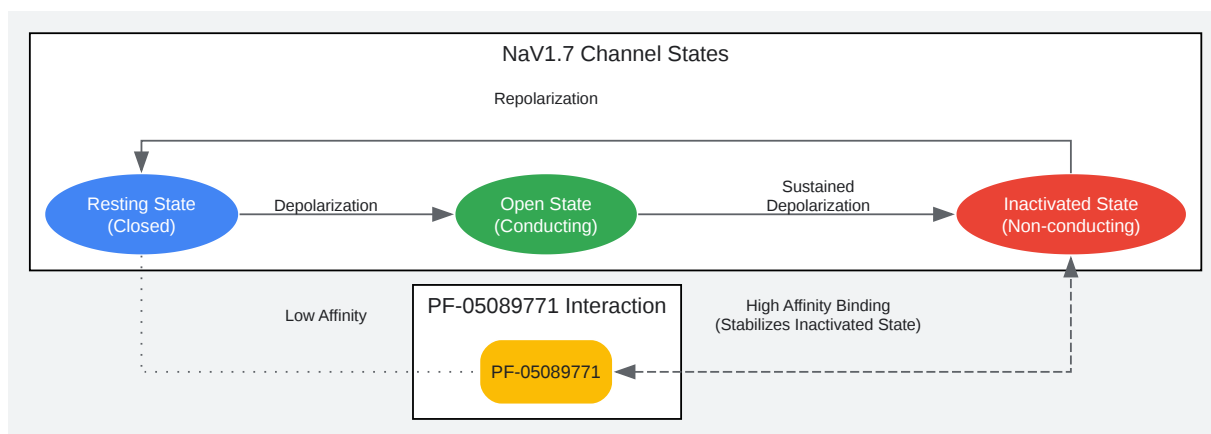 NaV1.7 Channel States
Repolarization
Resting State
(Closed)
Depolarization
Open State
(Conducting)
Sustained
Depolarization
Inactivated State
(Non-conducting)
Low Affinity
PF-05089771 Interaction
High Affinity Binding
(Stabilizes Inactivated State)
PF-05089771